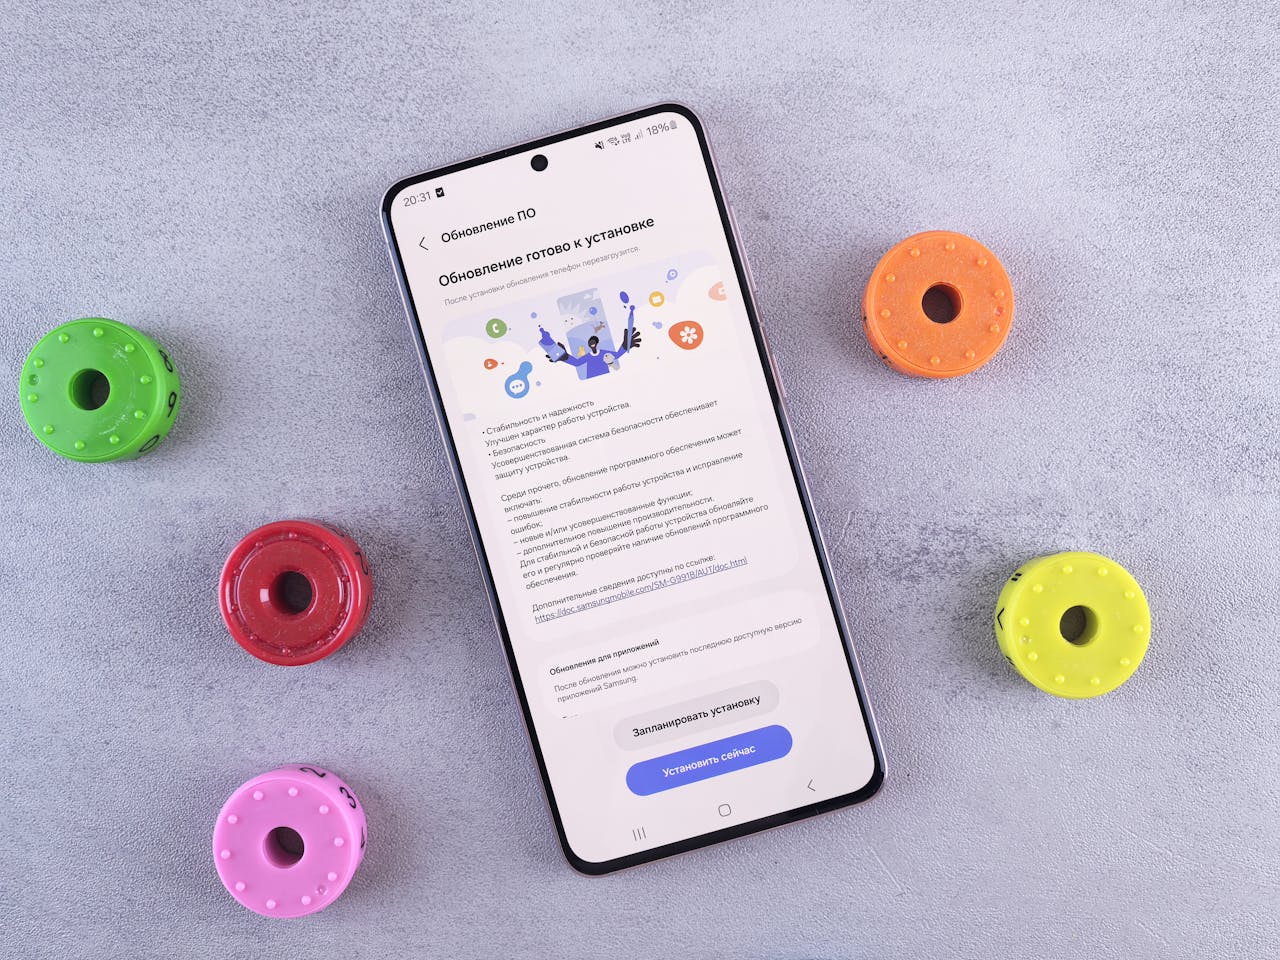 20:31
Vo))
LTE
18%
Обновление ПО
Обновление готово к установке
После установки обновления телефон перезагрузится.
• Стабильность и надежность
Улучшен характер работы устройства.
• Безопасность
Усовершенствованная система безопасности обеспечивает
защиту устройства.
Среди прочего, обновление программного обеспечения может
включать:
– повышение стабильности работы устройства и исправление
ошибок;
– новые и/или усовершенствованные функции;
– дополнительное повышение производительности.
Для стабильной и безопасной работы устройства обновляйте
его и регулярно проверяйте наличие обновлений программного
обеспечения.
Дополнительные сведения доступны по ссылке:
https://doc.samsungmobile.com/SM-G991B/AUT/doc.html
Обновления для приложений
После обновления можно установить последнюю доступную версию
приложений Samsung.
Запланировать установку
Установить сейчас
2
3